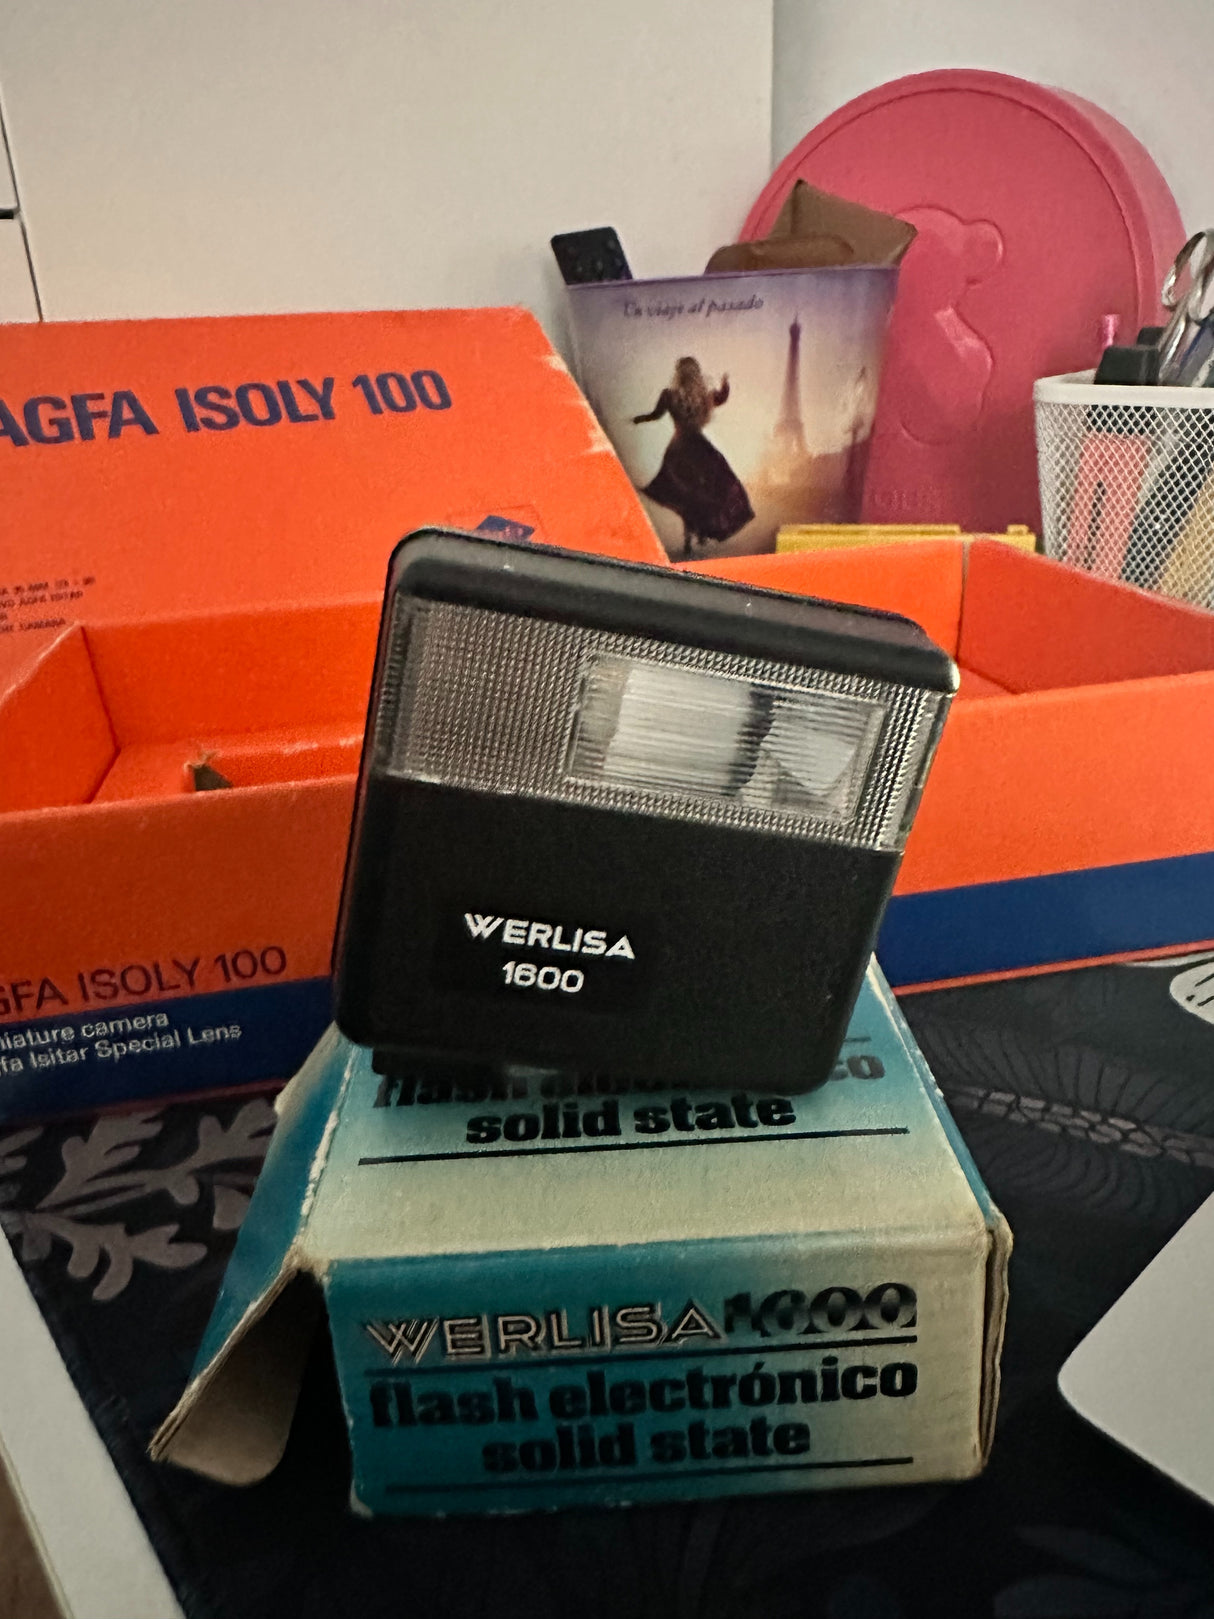 Un viaje al pasado
AGFA ISOLY 100
WERLISA
1600
GFA ISOLY 100
niature camera
fa Isitar Special Lens
solid state
WERLISA 1600
flash electrónico
solid state